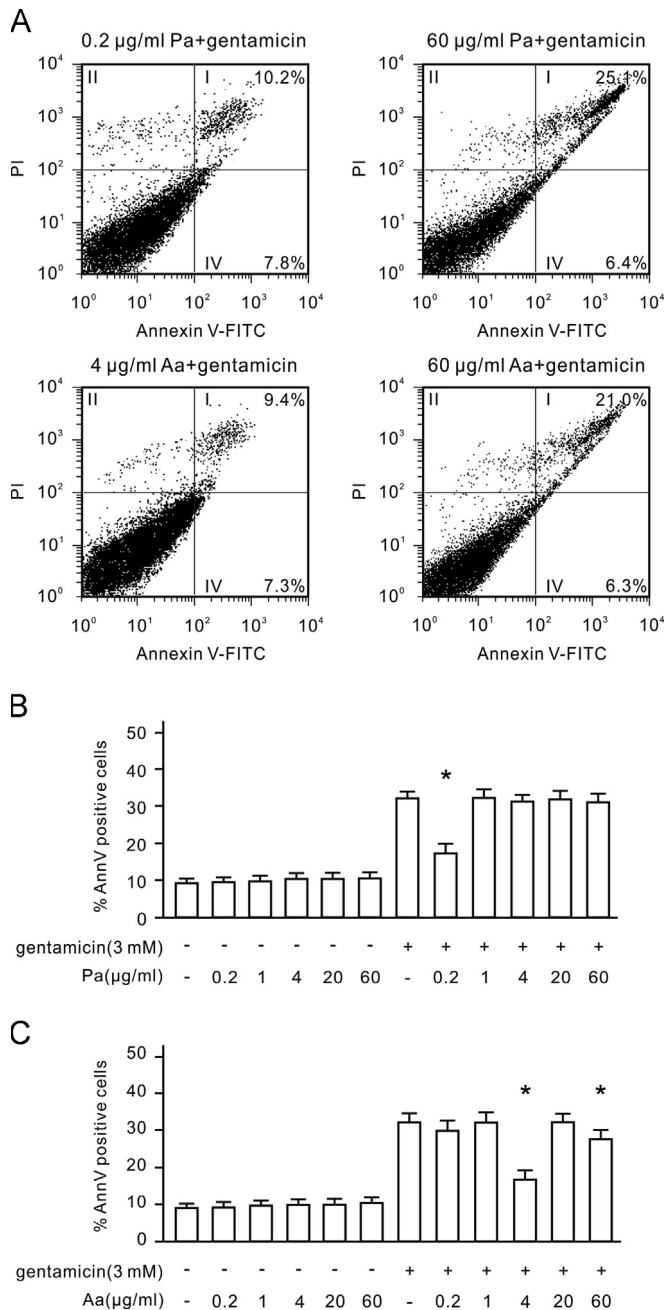 A
0.2 μg/ml Pa+gentamicin
II I 10.2%
10⁴
10³
10²
10¹
10⁰
PI
IV 7.8%
10⁰ 10¹ 10² 10³ 10⁴
Annexin V-FITC
60 μg/ml Pa+gentamicin
II I 25.1%
10⁴
10³
10²
10¹
10⁰
PI
IV 6.4%
10⁰ 10¹ 10² 10³ 10⁴
Annexin V-FITC
4 μg/ml Aa+gentamicin
II I 9.4%
10⁴
10³
10²
10¹
10⁰
PI
IV 7.3%
10⁰ 10¹ 10² 10³ 10⁴
Annexin V-FITC
60 μg/ml Aa+gentamicin
II I 21.0%
10⁴
10³
10²
10¹
10⁰
PI
IV 6.3%
10⁰ 10¹ 10² 10³ 10⁴
Annexin V-FITC
B
% AnnV positive cells
50
40
30
20
10
0
*
gentamicin(3 mM) - - - - - - + + + + + +
Pa(μg/ml) - 0.2 1 4 20 60 - 0.2 1 4 20 60
C
% AnnV positive cells
50
40
30
20
10
0
* *
gentamicin(3 mM) - - - - - - + + + + + +
Aa(μg/ml) - 0.2 1 4 20 60 - 0.2 1 4 20 60